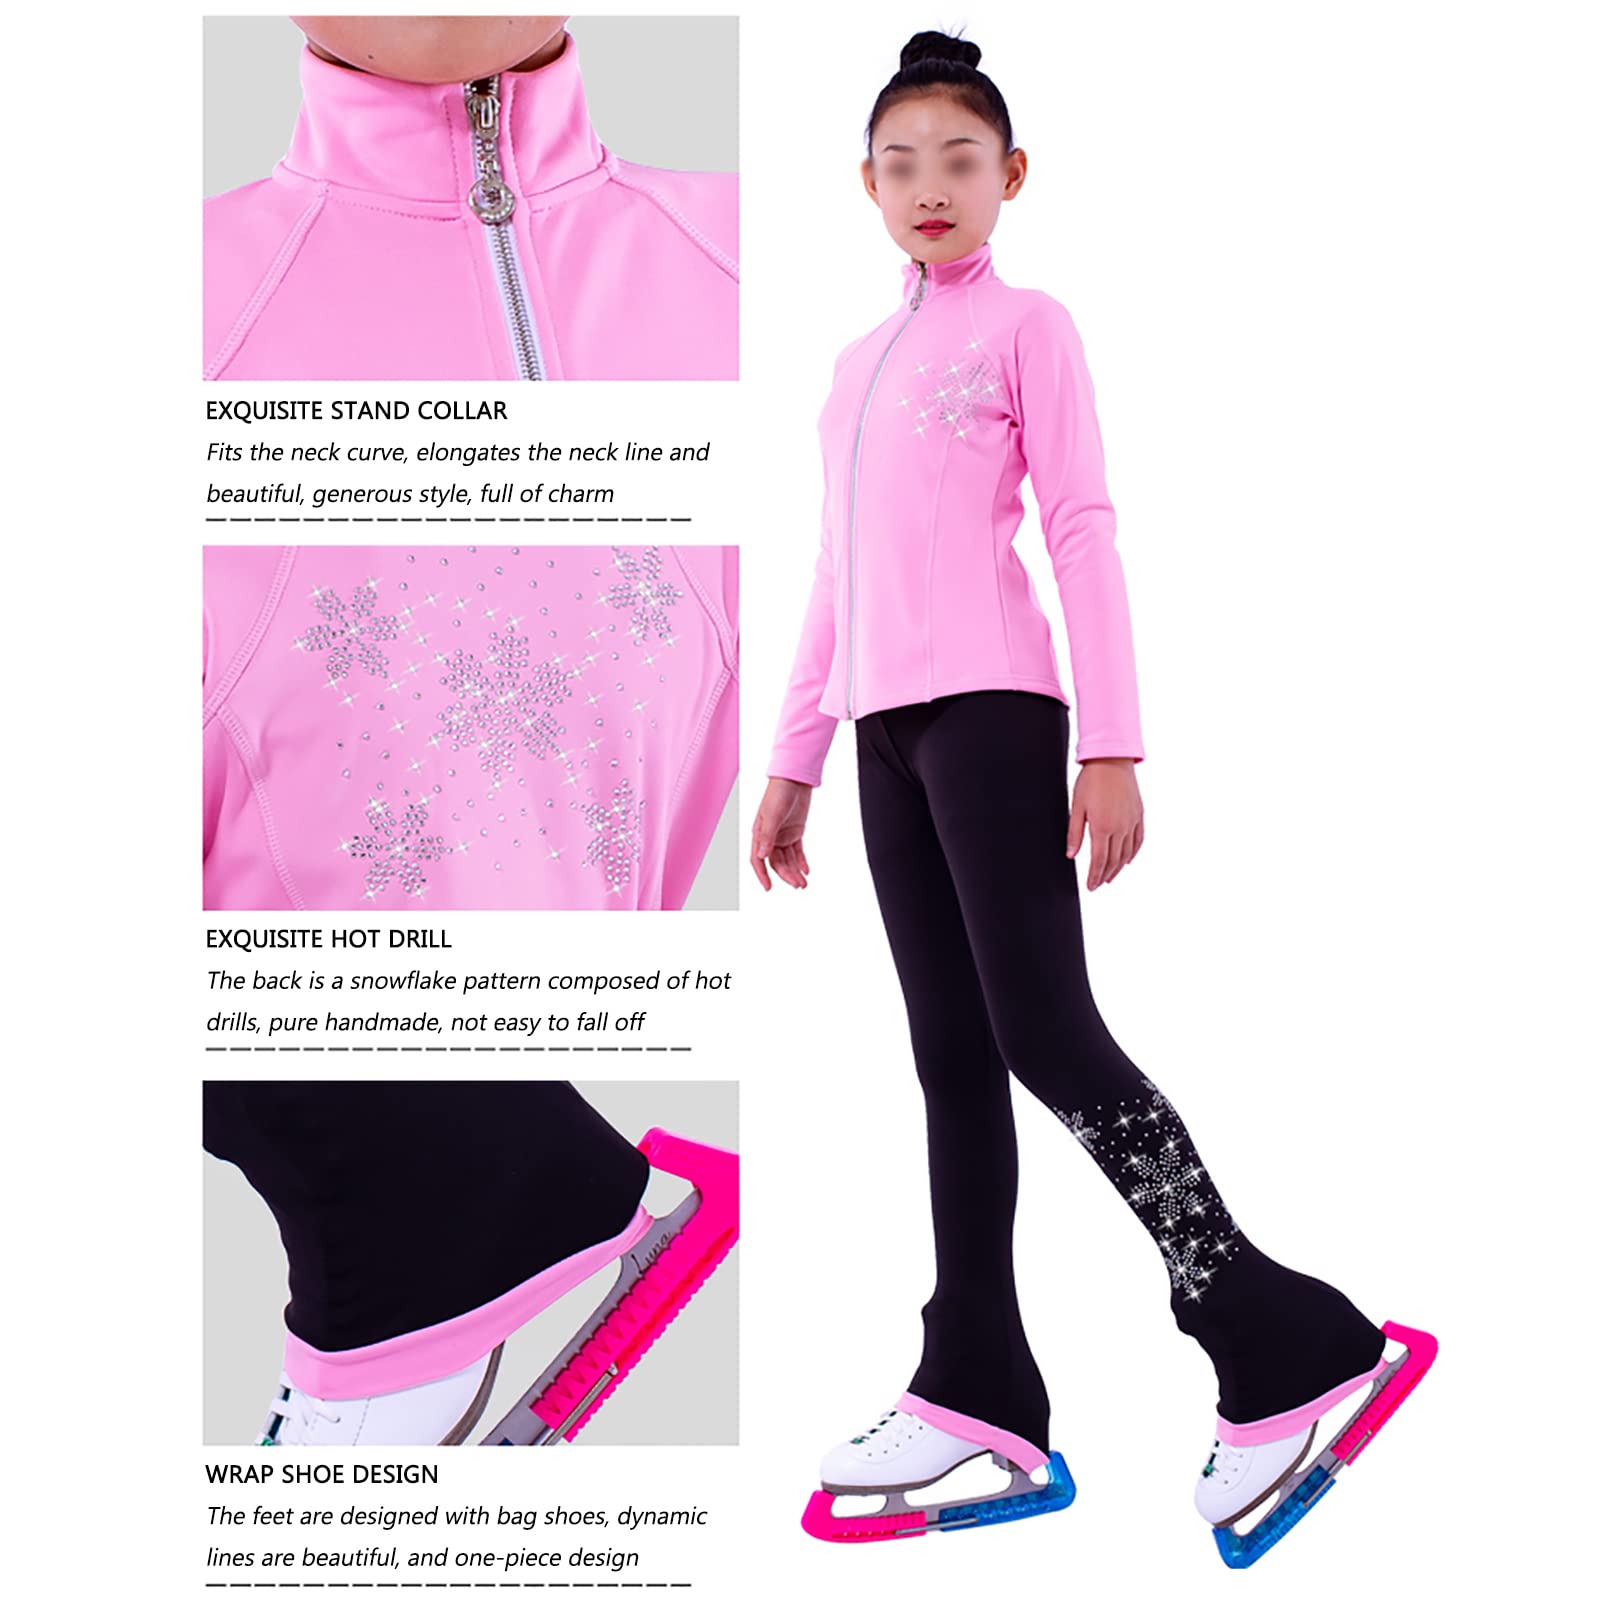 EXQUISITE STAND COLLAR
Fits the neck curve, elongates the neck line and
beautiful, generous style, full of charm
EXQUISITE HOT DRILL
The back is a snowflake pattern composed of hot
drills, pure handmade, not easy to fall off
Luna
WRAP SHOE DESIGN
The feet are designed with bag shoes, dynamic
lines are beautiful, and one-piece design